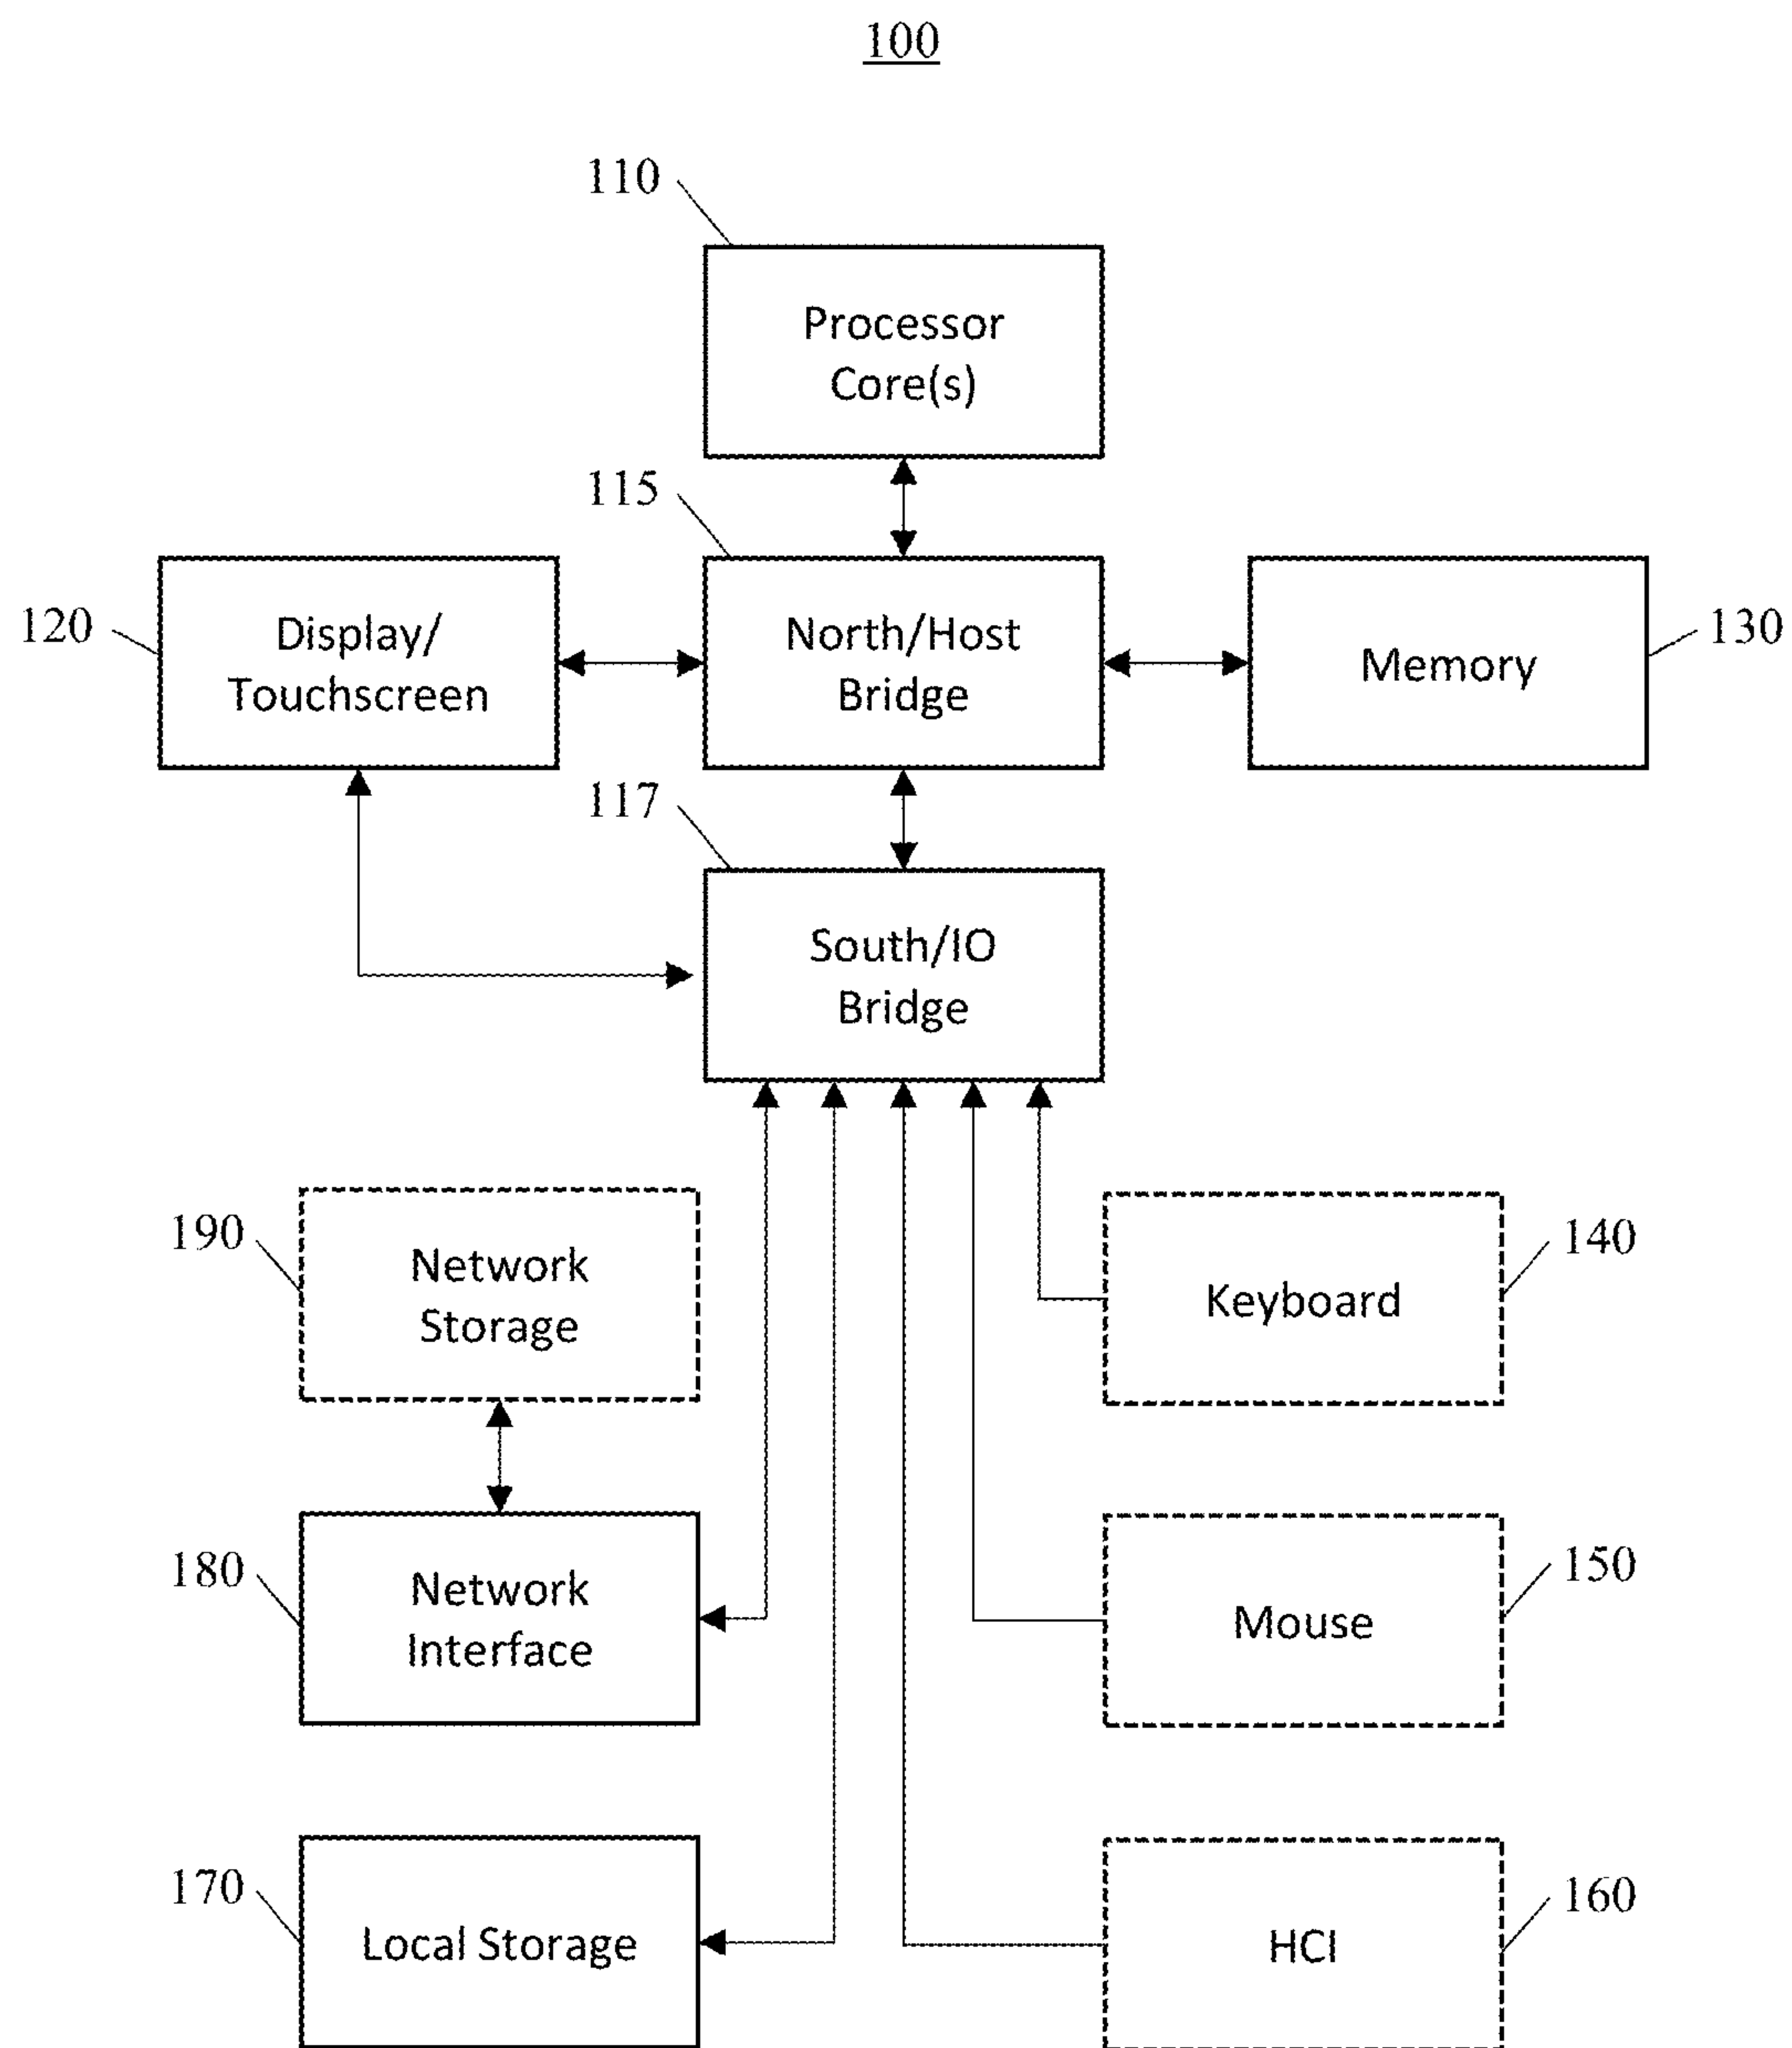 100
110
Processor
Core(s)
115
120
Display/
Touchscreen
North/Host
Bridge
Memory
130
117
South/IO
Bridge
190
Network
Storage
Keyboard
140
180
Network
Interface
Mouse
150
170
Local Storage
HCI
160